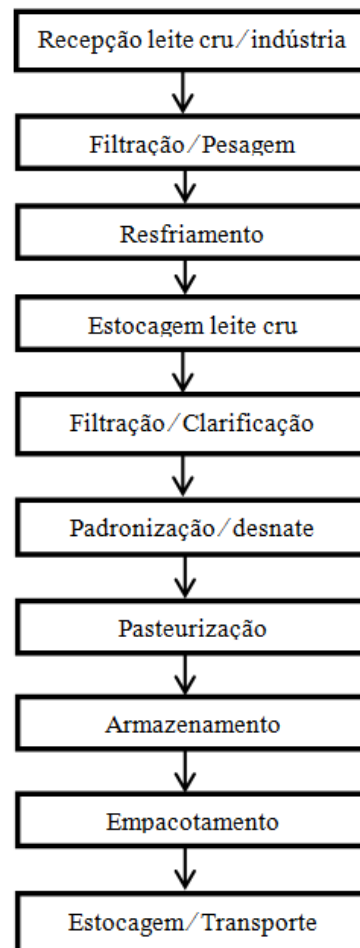 Recepção leite cru/indústria
Filtração/Pesagem
Resfriamento
Estocagem leite cru
Filtração/Clarificação
Padronização/desnate
Pasteurização
Armazenamento
Empacotamento
Estocagem/Transporte